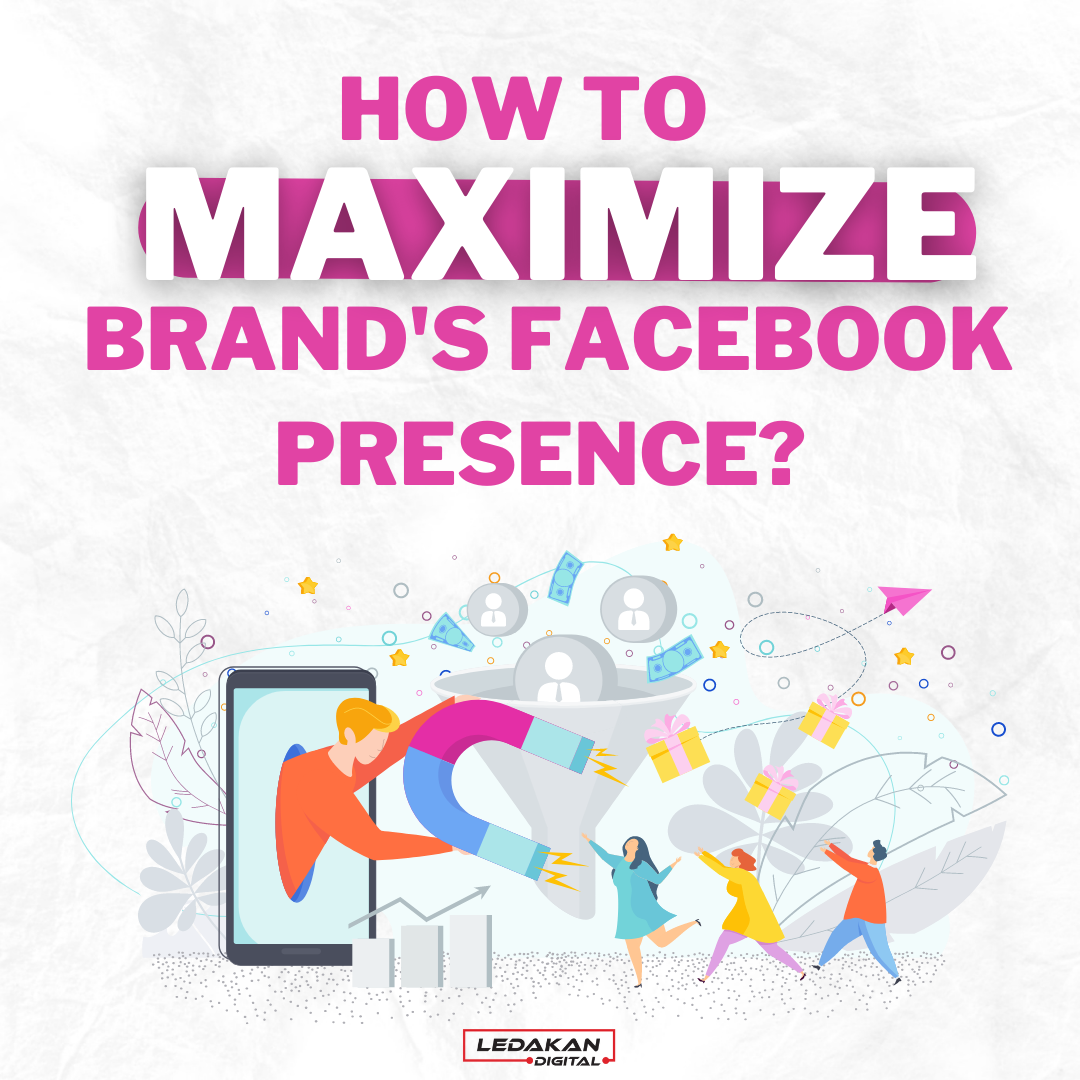 HOW TO
MAXIMIZE
BRAND'S FACEBOOK
PRESENCE?
LEDAKAN
DIGITAL